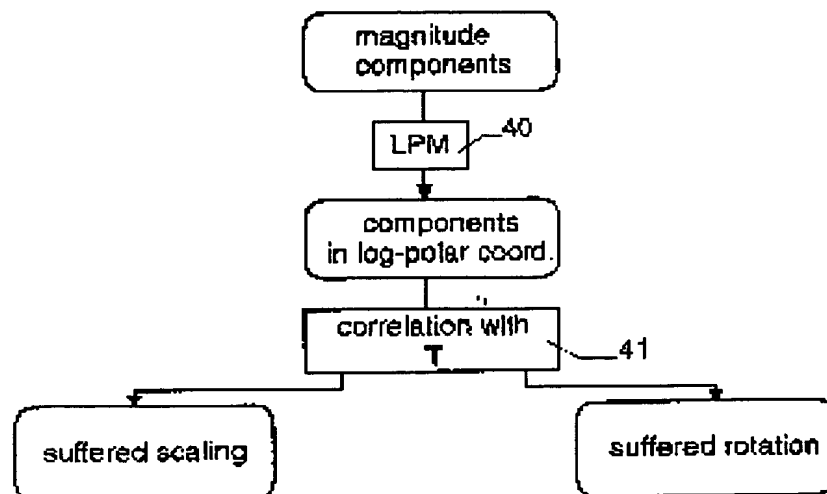 magnitude
components
LPM
40
components
in log-polar coord.
correlation with
T
41
suffered scaling
suffered rotation